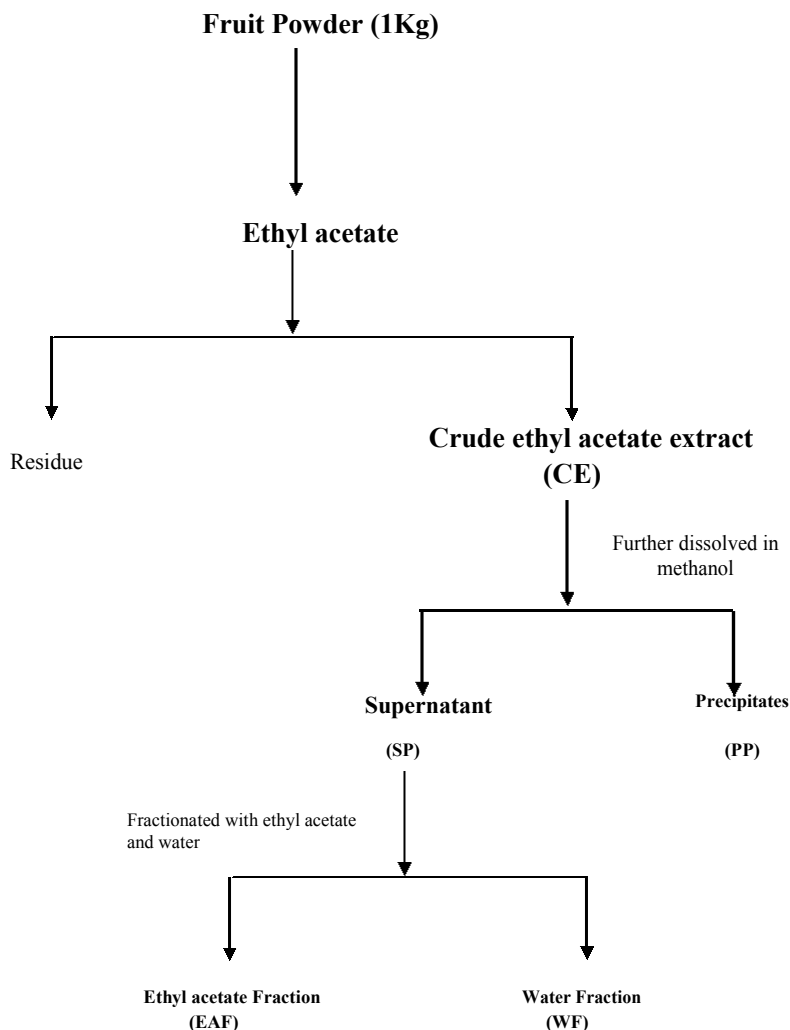 Fruit Powder (1Kg)
Ethyl acetate
Residue
Crude ethyl acetate extract
(CE)
Further dissolved in
methanol
Supernatant
(SP)
Precipitates
(PP)
Fractionated with ethyl acetate
and water
Ethyl acetate Fraction
(EAF)
Water Fraction
(WF)